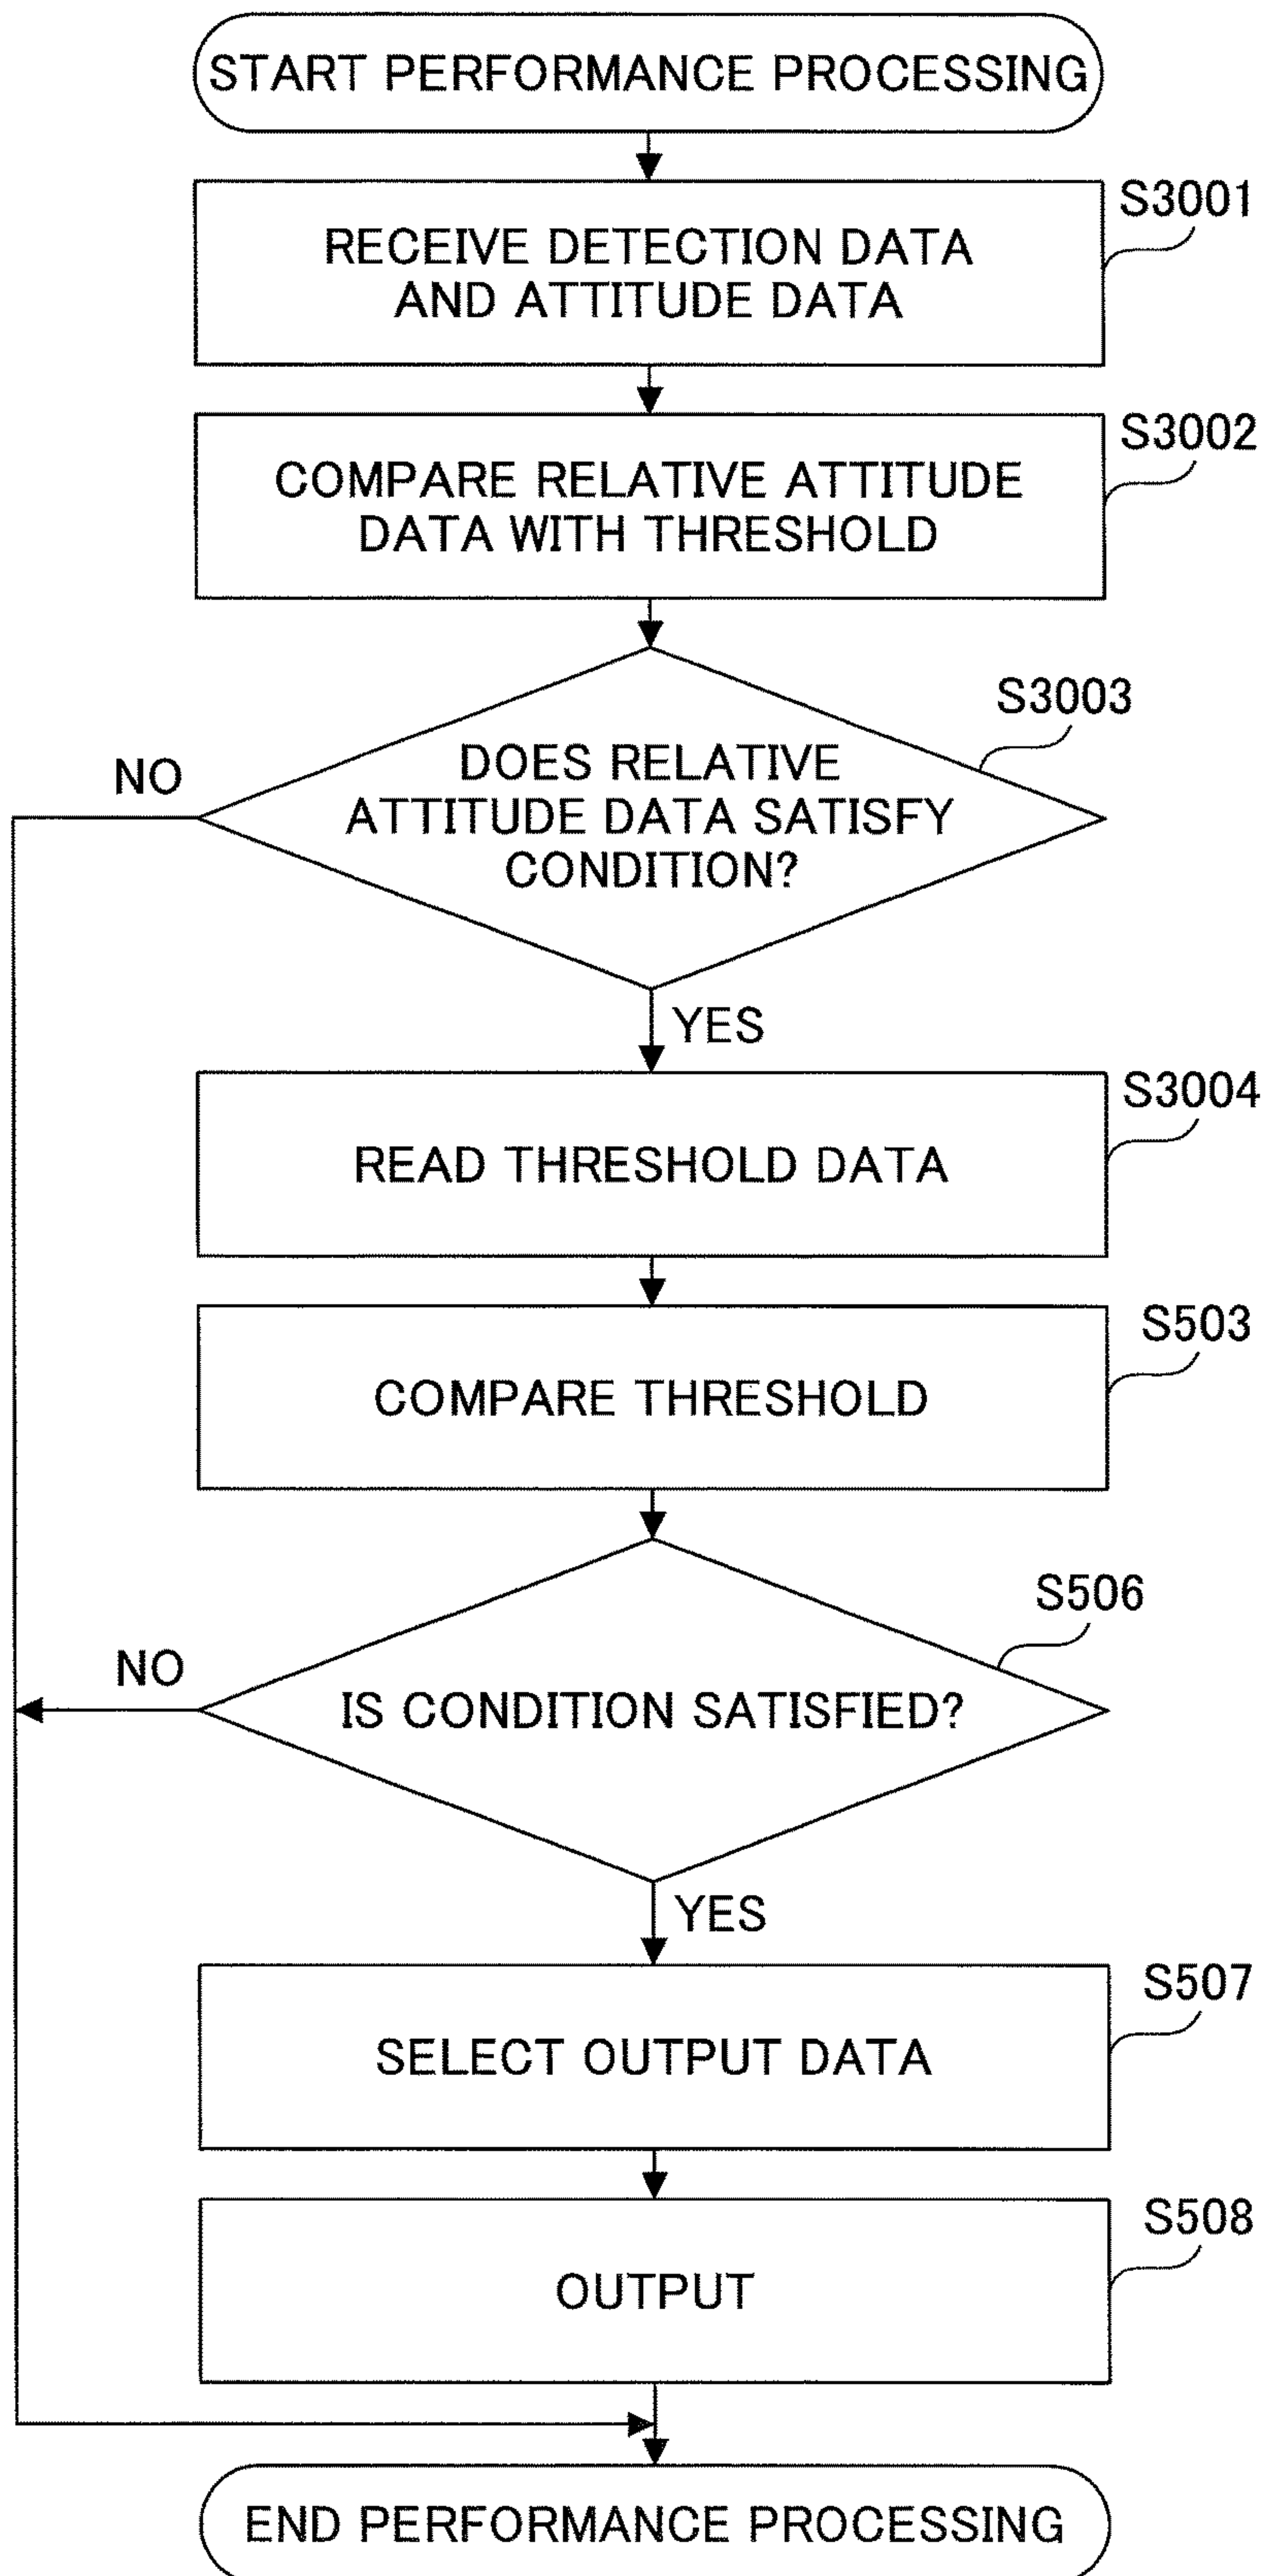 START PERFORMANCE PROCESSING
S3001
RECEIVE DETECTION DATA
AND ATTITUDE DATA
S3002
COMPARE RELATIVE ATTITUDE
DATA WITH THRESHOLD
S3003
NO
DOES RELATIVE
ATTITUDE DATA SATISFY
CONDITION?
YES
S3004
READ THRESHOLD DATA
S503
COMPARE THRESHOLD
S506
NO
IS CONDITION SATISFIED?
YES
S507
SELECT OUTPUT DATA
S508
OUTPUT
END PERFORMANCE PROCESSING